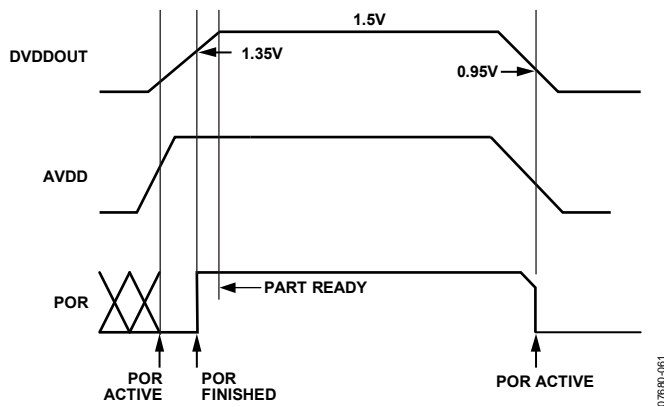 1.5V
DVDDOUT
1.35V
0.95V
AVDD
PART READY
POR
POR
ACTIVE
POR
FINISHED
POR ACTIVE
07680-061